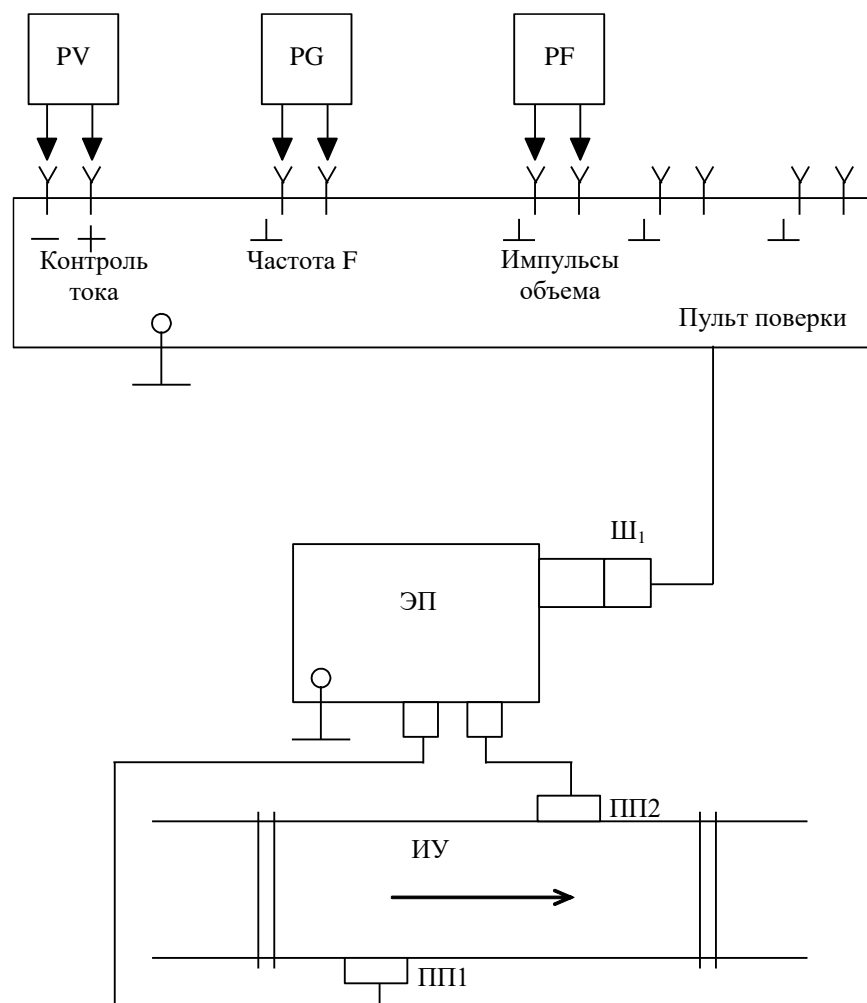 PV
PG
PF
Контроль
тока
Частота F
Импульсы
объема
Пульт поверки
Ш₁
ЭП
ПП2
ИУ
ПП1